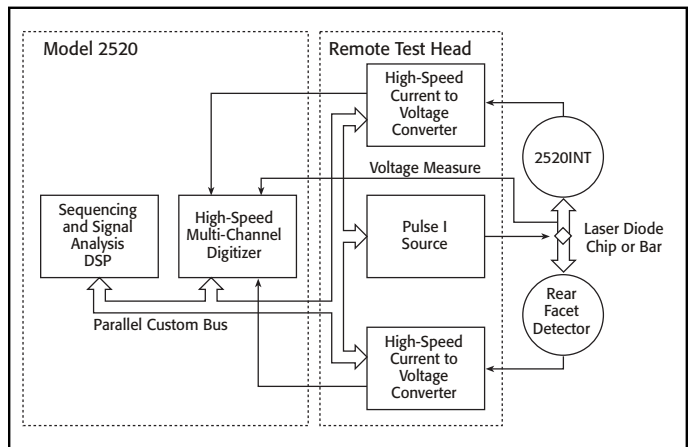 Model 2520
Remote Test Head
High-Speed
Current to
Voltage
Converter
2520INT
Voltage Measure
Sequencing
and Signal
Analysis
DSP
High-Speed
Multi-Channel
Digitizer
Pulse I
Source
Laser Diode
Chip or Bar
Parallel Custom Bus
High-Speed
Current to
Voltage
Converter
Rear
Facet
Detector